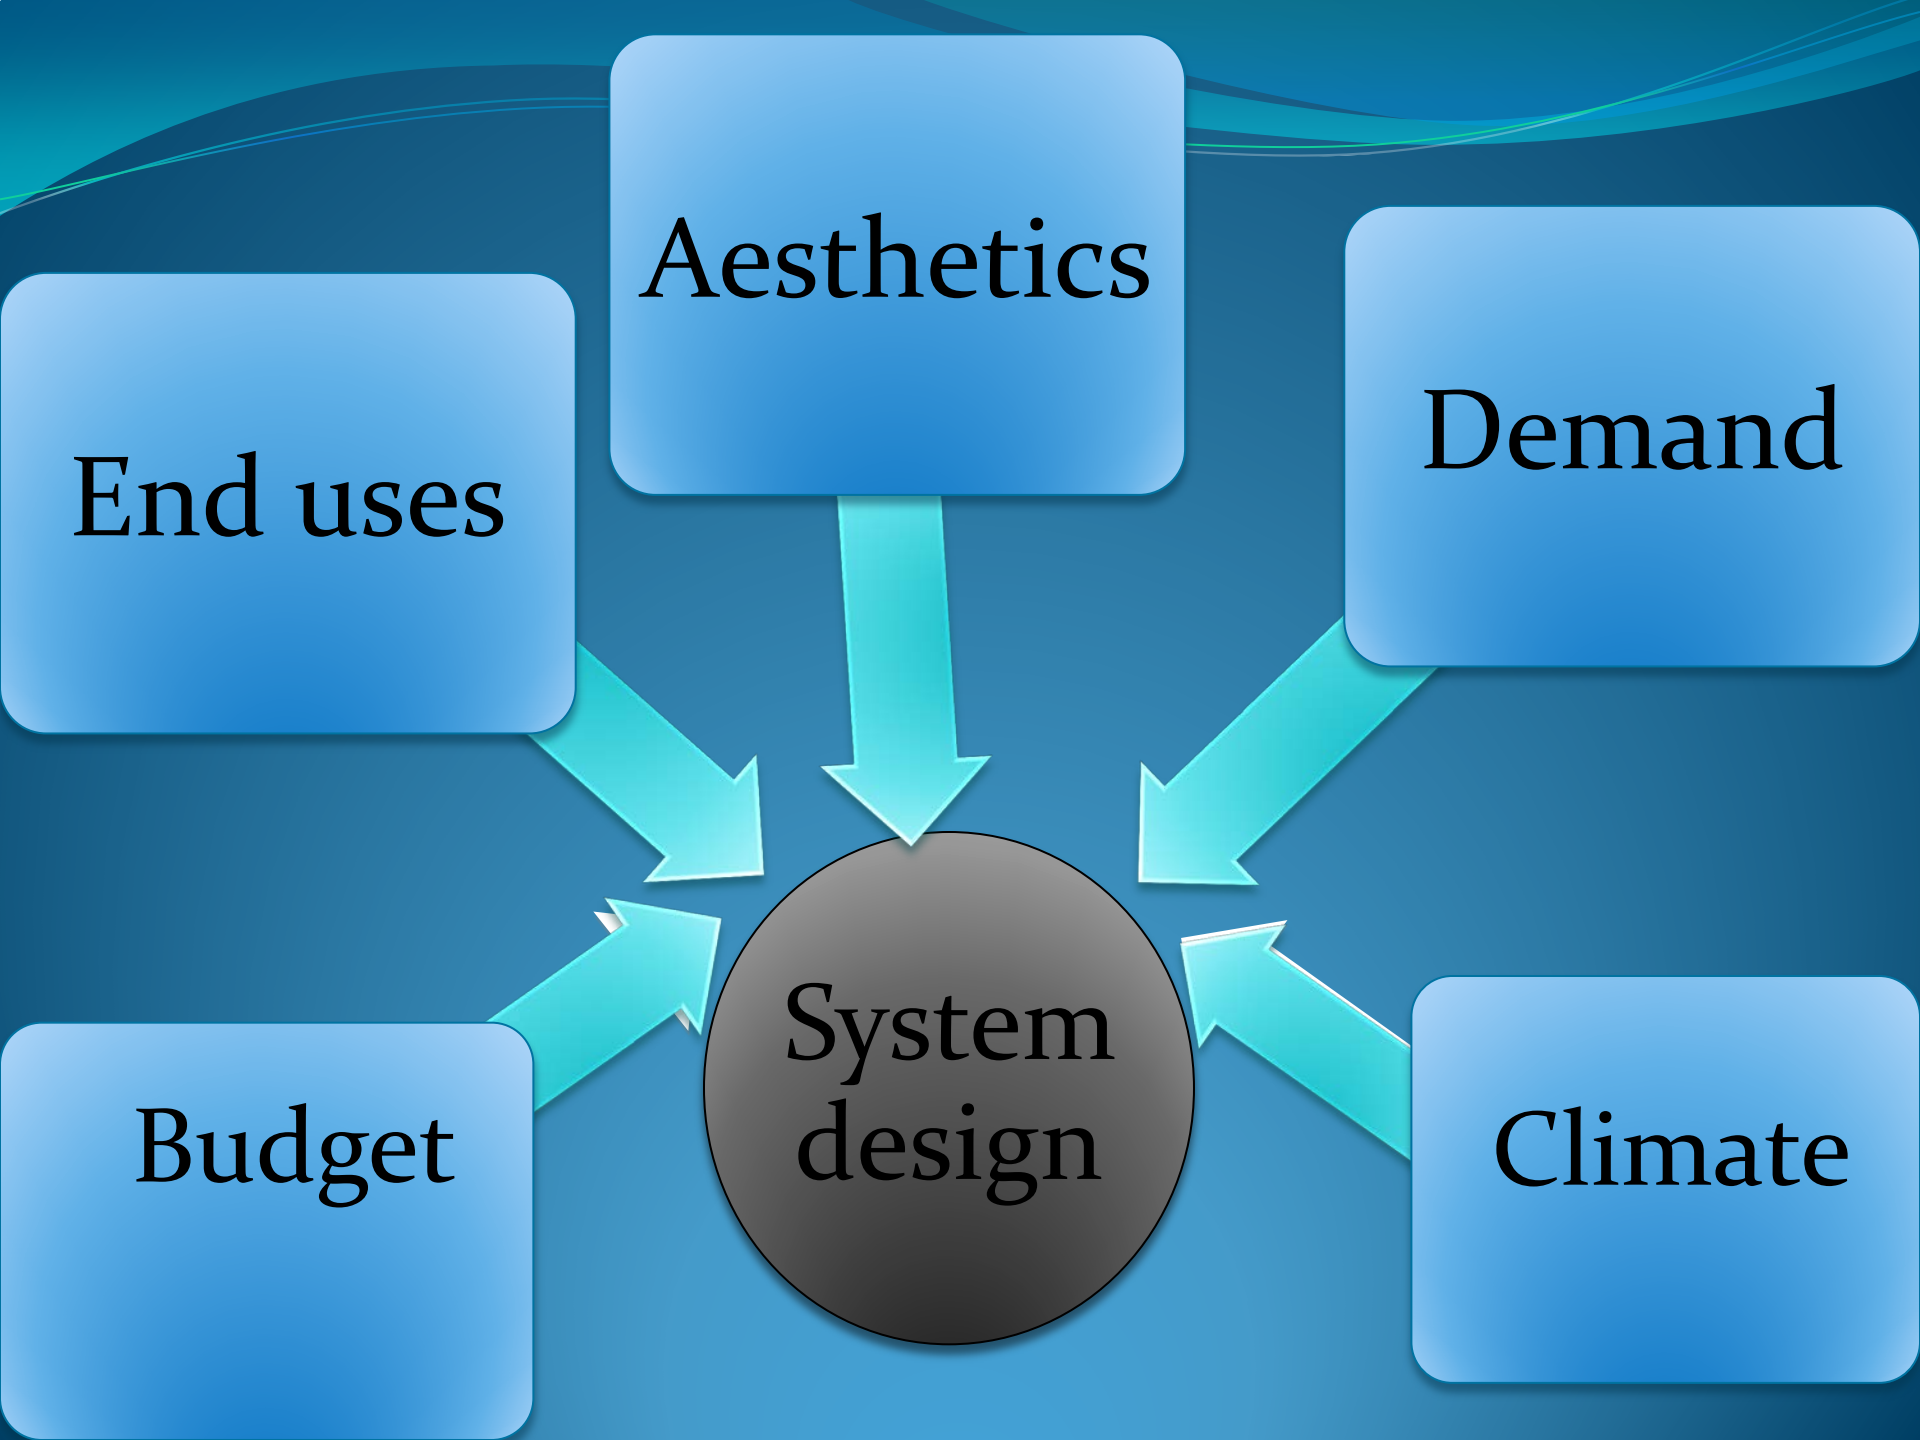 Aesthetics
Demand
End uses
System
design
Budget
Climate